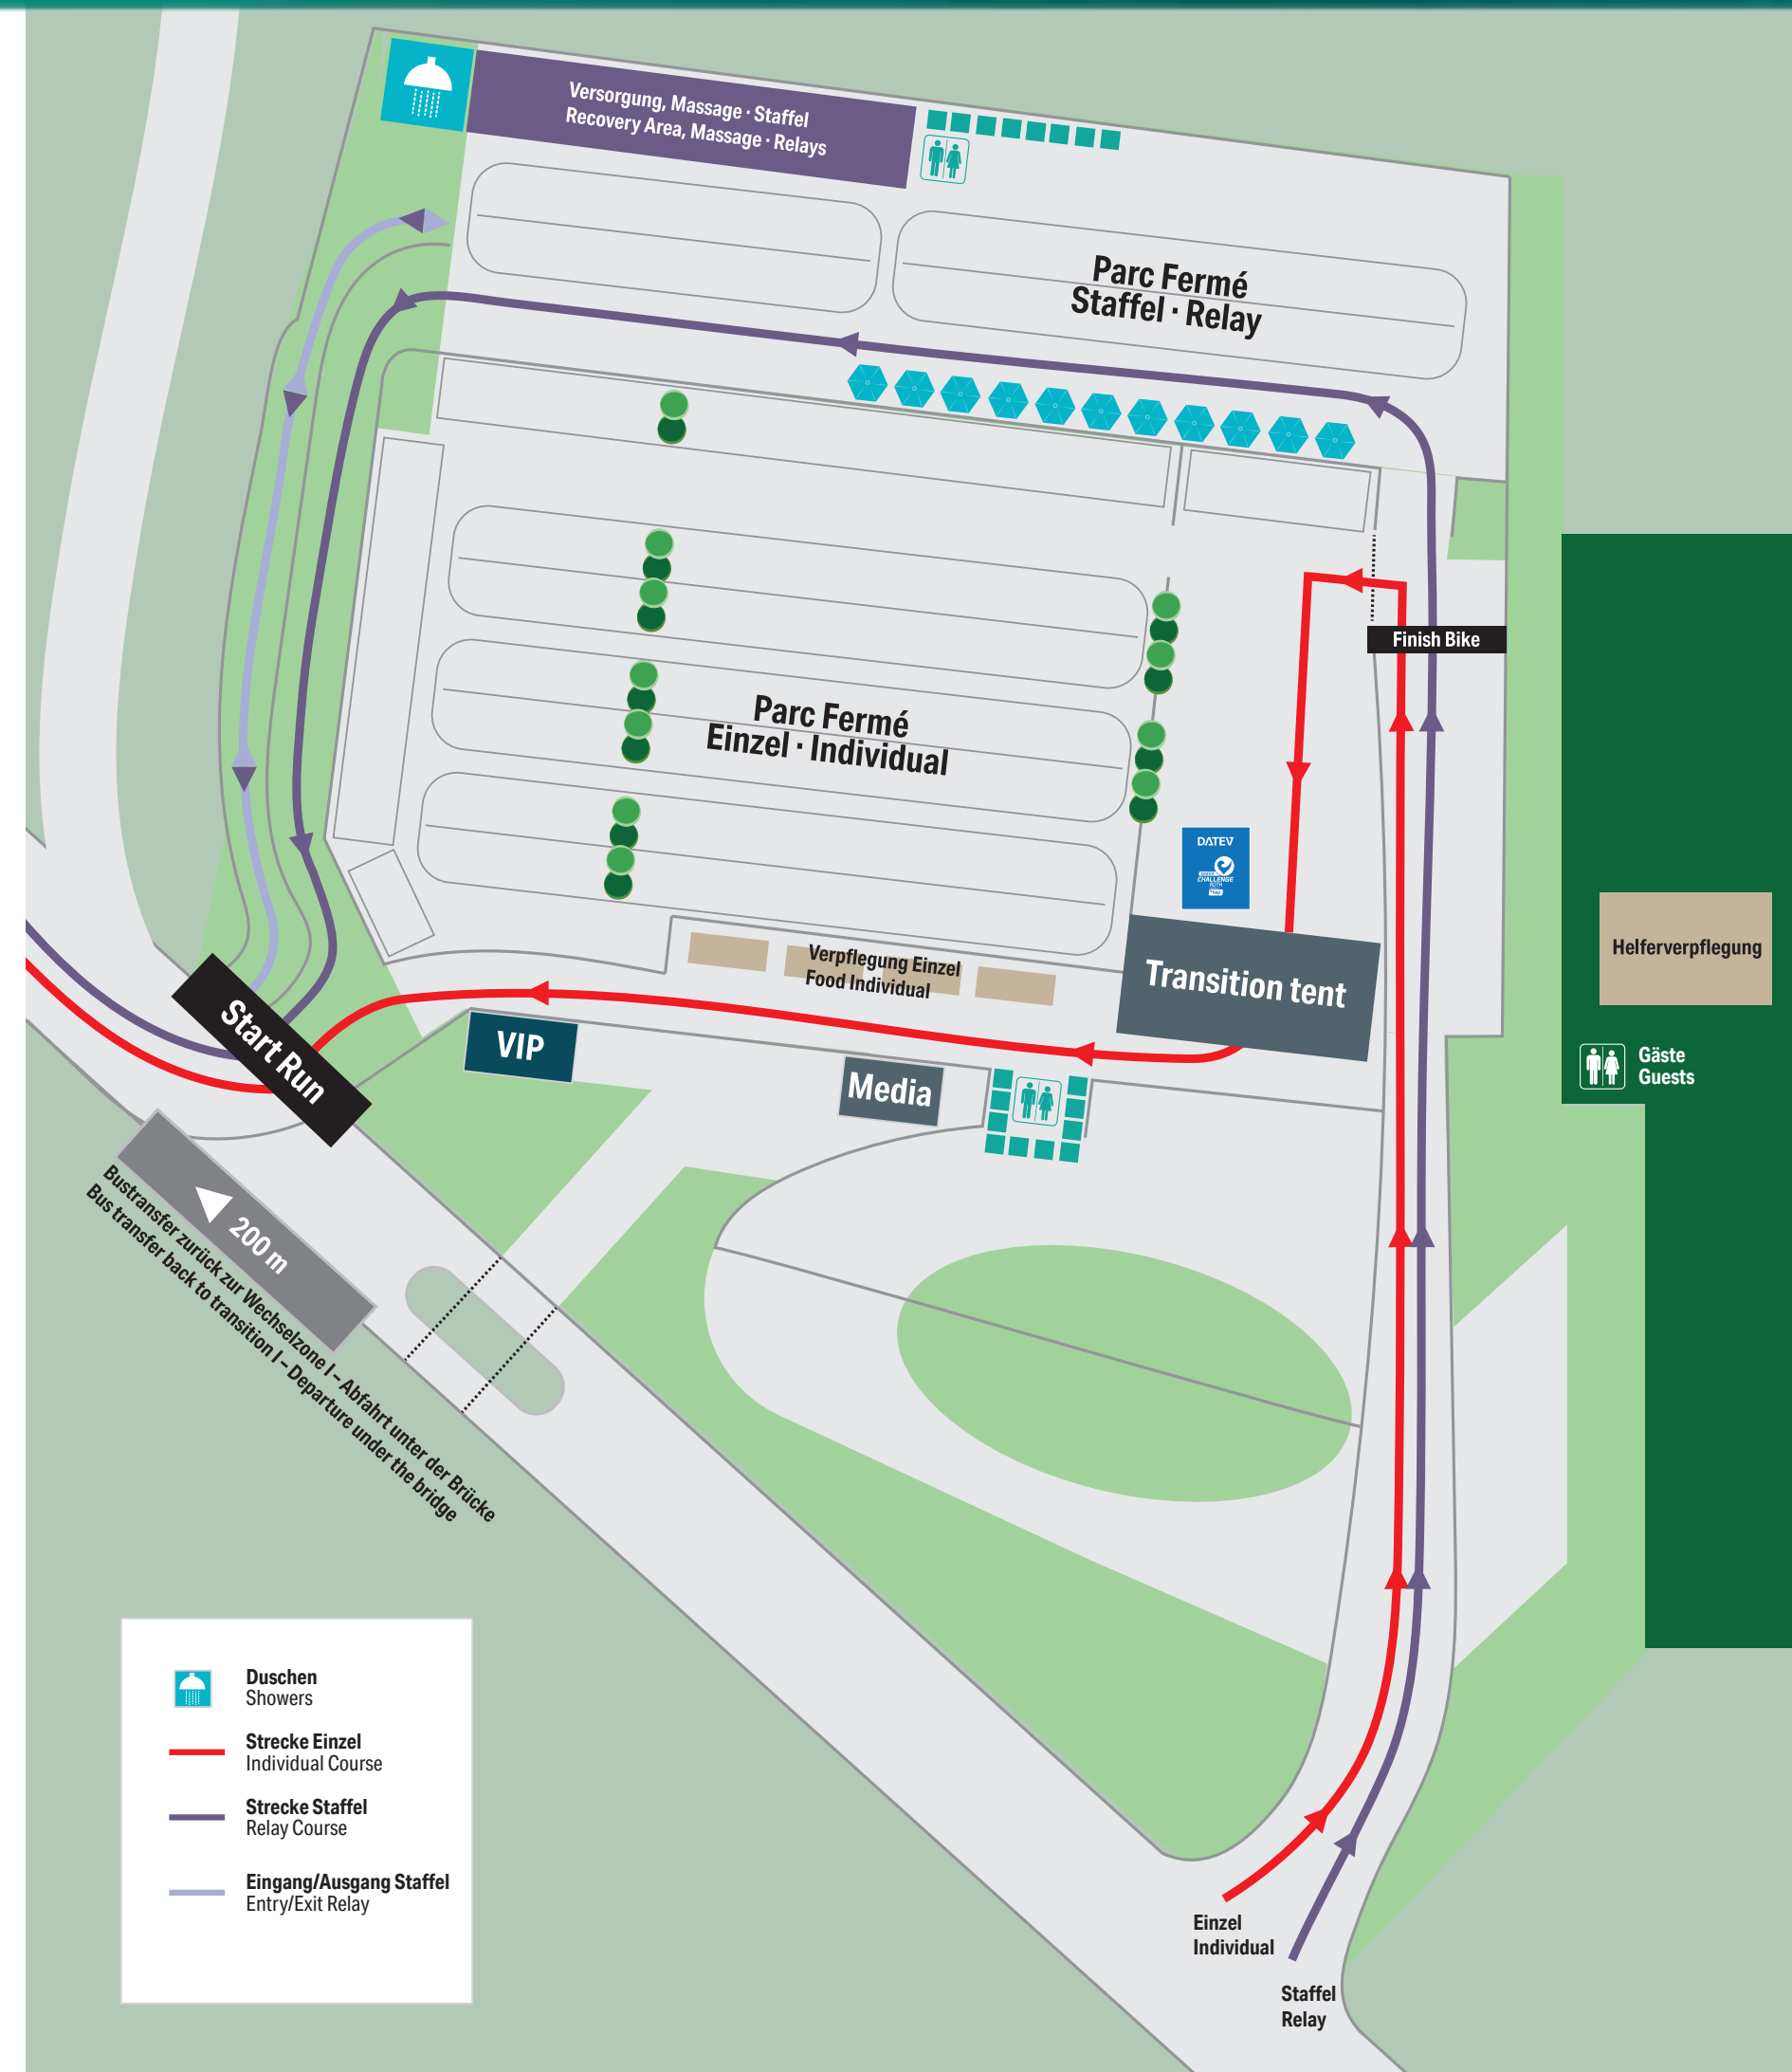 Versorgung, Massage · Staffel
Recovery Area, Massage · Relays
Parc Fermé
Staffel · Relay
Finish Bike
Parc Fermé
Einzel · Individual
DATEV
CHALLENGE
ROTH
Helferverpflegung
Verpflegung Einzel
Food Individual
Transition tent
Start Run
VIP
Media
Gäste
Guests
200 m
Bustransfer zurück zur Wechselzone I – Abfahrt unter der Brücke
Bus transfer back to transition I – Departure under the bridge
Duschen
Showers
Strecke Einzel
Individual Course
Strecke Staffel
Relay Course
Eingang/Ausgang Staffel
Entry/Exit Relay
Einzel
Individual
Staffel
Relay